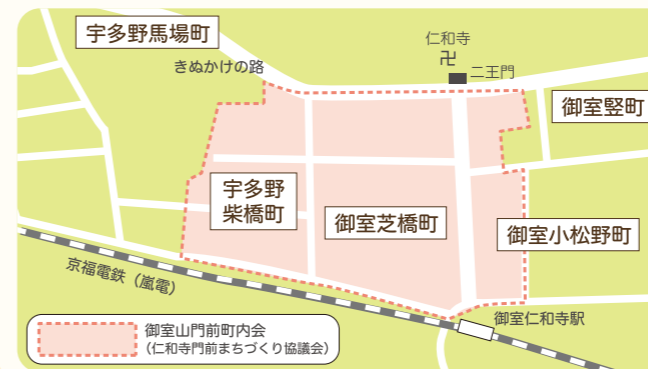 宇多野馬場町
きぬかけの路
仁和寺
卍
二王門
御室竪町
宇多野
柴橋町
御室芝橋町
御室小松野町
京福電鉄（嵐電）
御室仁和寺駅
御室山門前町内会
（仁和寺門前まちづくり協議会）